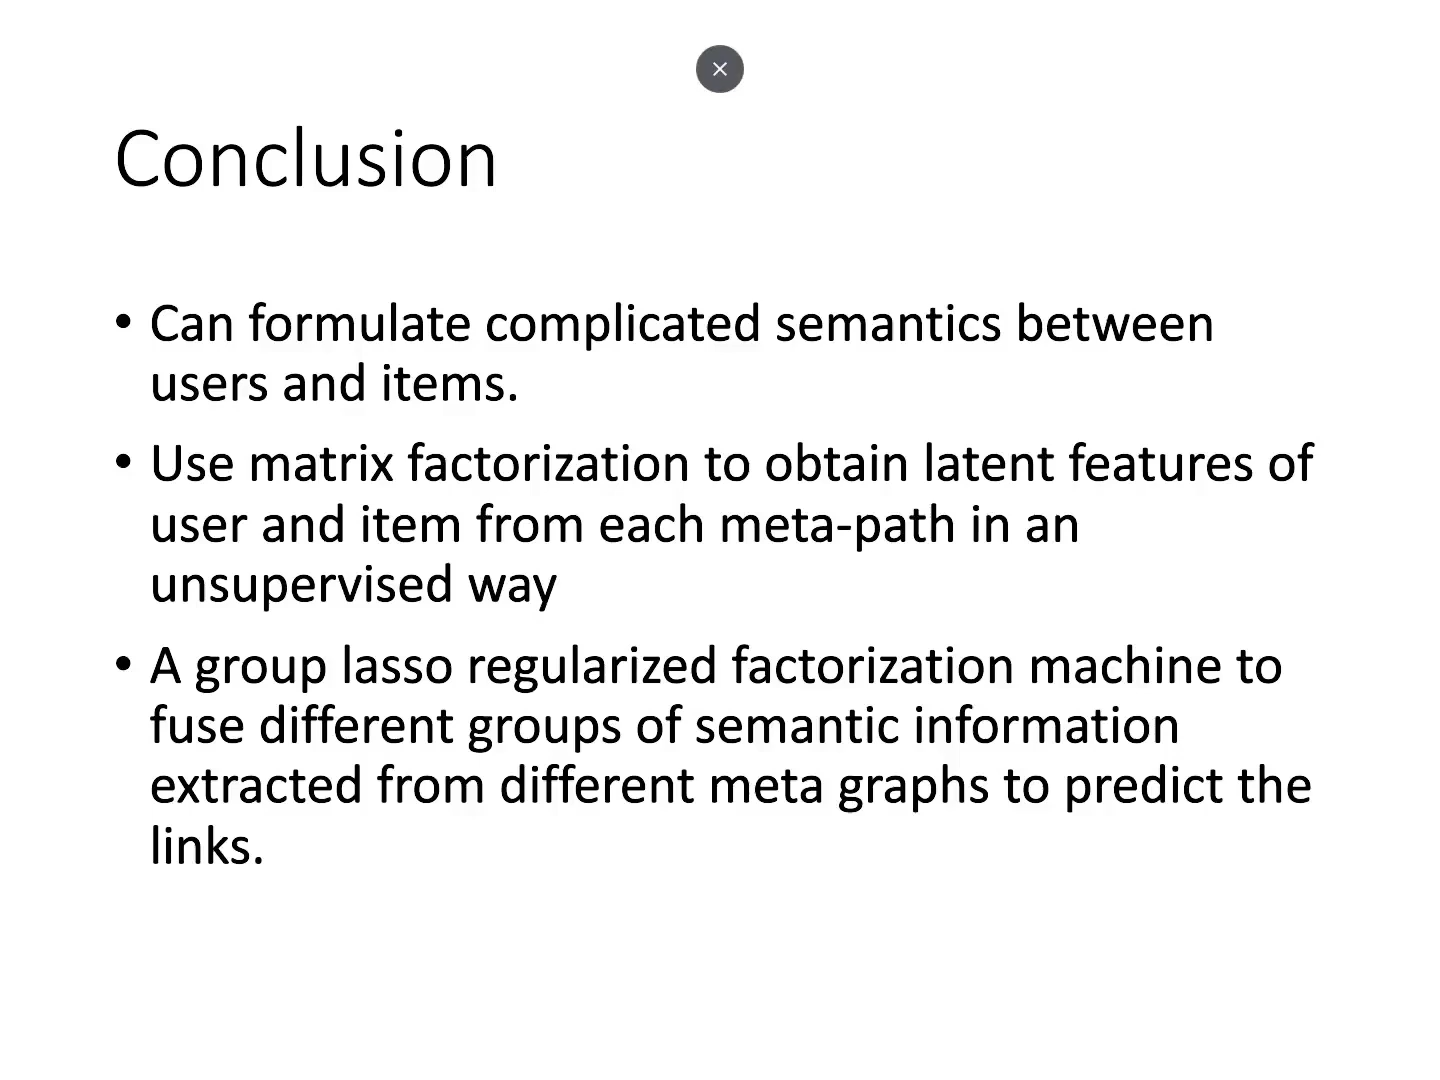 Conclusion
• Can formulate complicated semantics between
users and items.
• Use matrix factorization to obtain latent features of
user and item from each meta-path in an
unsupervised way
• A group lasso regularized factorization machine to
fuse different groups of semantic information
extracted from different meta graphs to predict the
links.